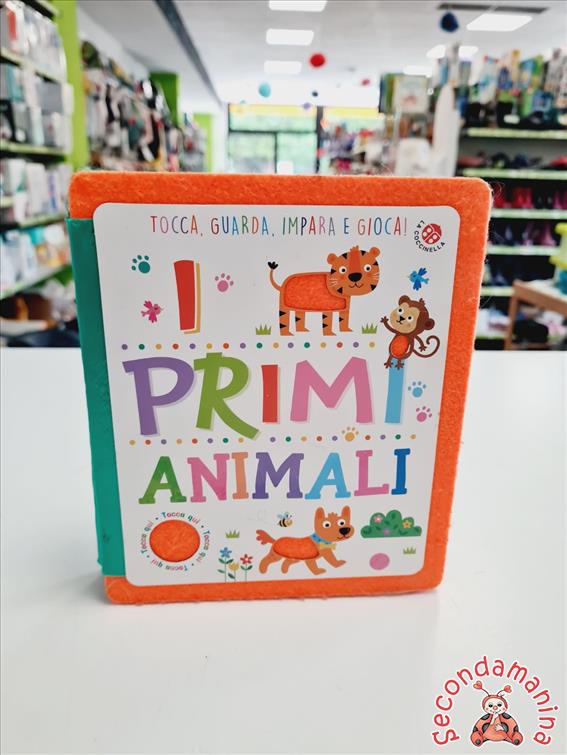 TOCCA, GUARDA, IMPARA E GIOCA!
LA COCCINELLA
I
PRIMI
ANIMALI
Tocca qui • Tocca qui • Tocca qui • Tocca qui •
Secondamanina